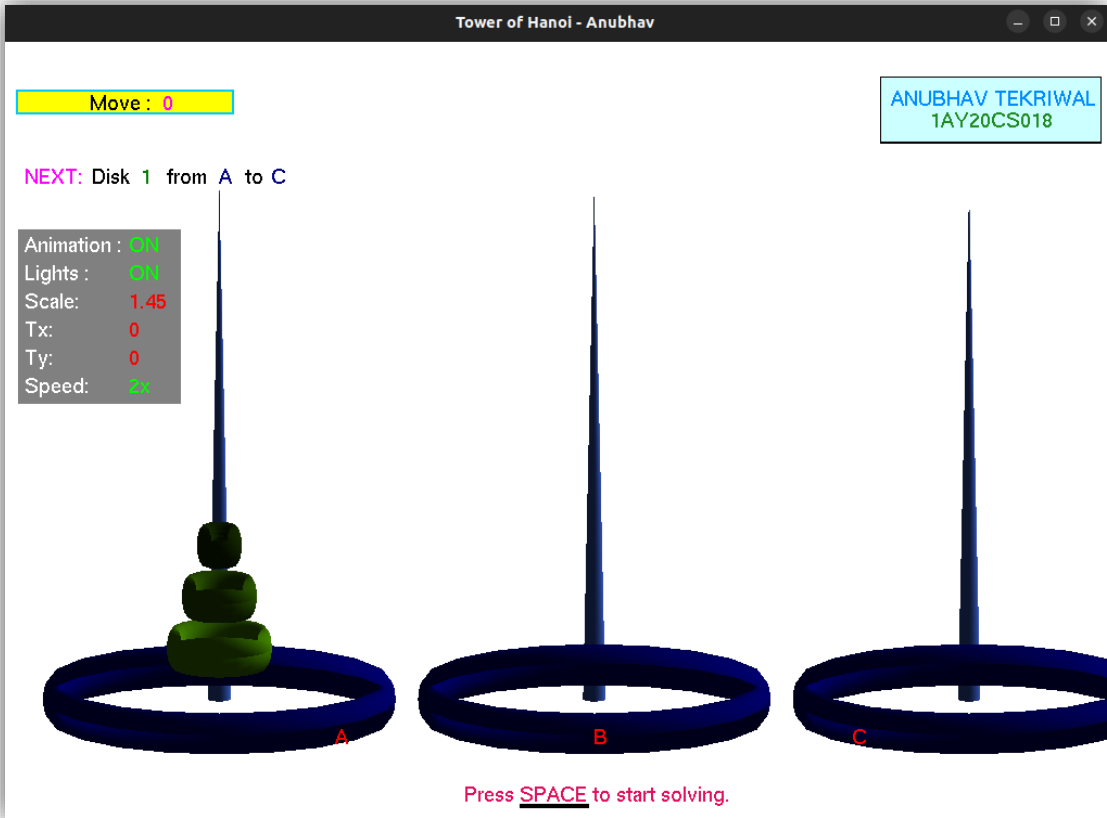 Tower of Hanoi - Anubhav
Move : 0
ANUBHAV TEKRIWAL
1AY20CS018
NEXT: Disk 1 from A to C
Animation : ON
Lights : ON
Scale: 1.45
Tx: 0
Ty: 0
Speed: 2x
A
B
C
Press SPACE to start solving.